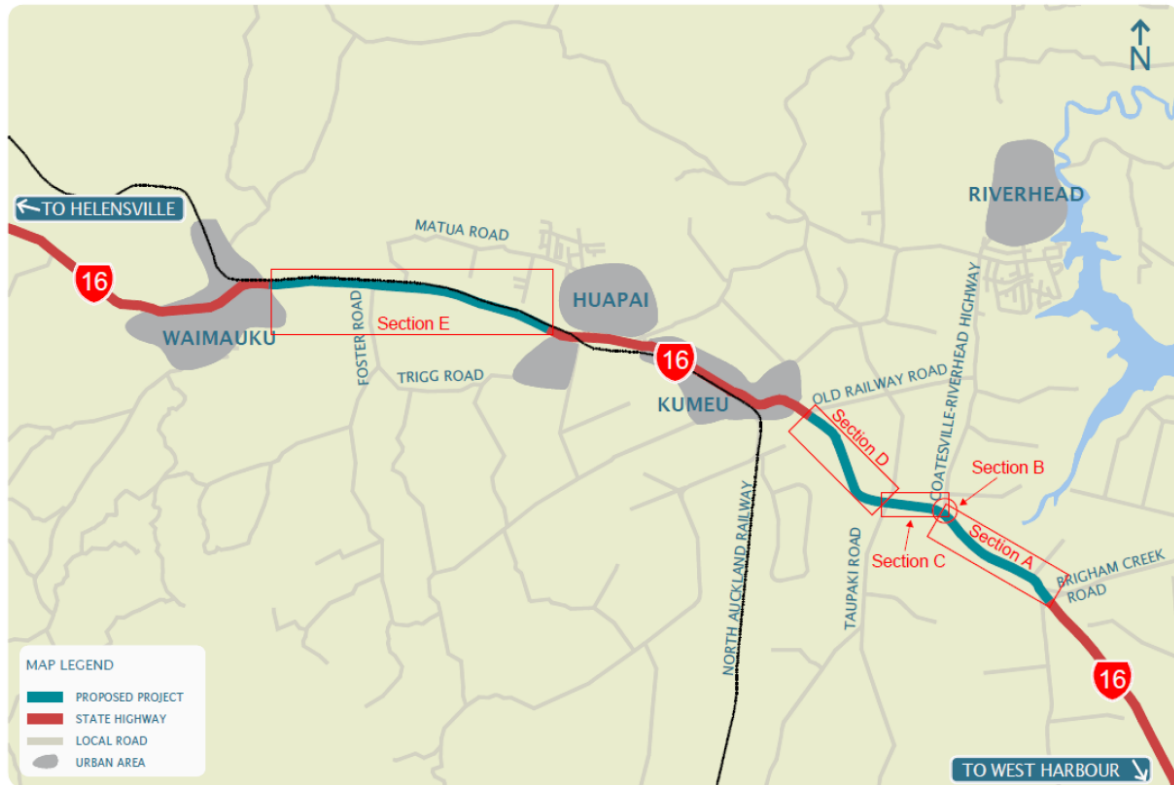 N
RIVERHEAD
TO HELENSVILLE
MATUA ROAD
16
HUAPAI
Section E
WAIMAUKU
FOSTER ROAD
TRIGG ROAD
16
KUMEU
OLD RAILWAY ROAD
COATESVILLE-RIVERHEAD HIGHWAY
Section D
Section B
Section C
Section A
BRIGHAM CREEK
ROAD
TAUPAKI ROAD
NORTH AUCKLAND RAILWAY
16
MAP LEGEND
PROPOSED PROJECT
STATE HIGHWAY
LOCAL ROAD
URBAN AREA
TO WEST HARBOUR